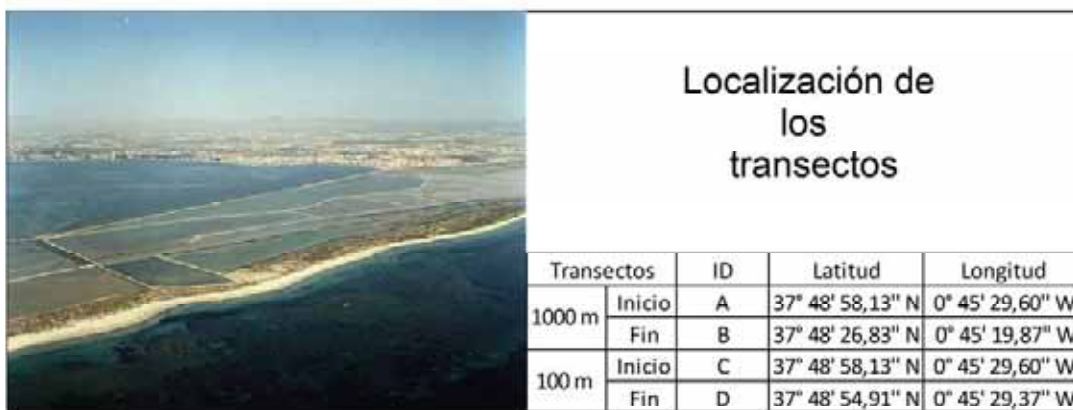 Localización de
los
transectos
Transectos ID Latitud Longitud
1000 m Inicio A 37° 48' 58,13" N 0° 45' 29,60" W
Fin B 37° 48' 26,83" N 0° 45' 19,87" W
100 m Inicio C 37° 48' 58,13" N 0° 45' 29,60" W
Fin D 37° 48' 54,91" N 0° 45' 29,37" W